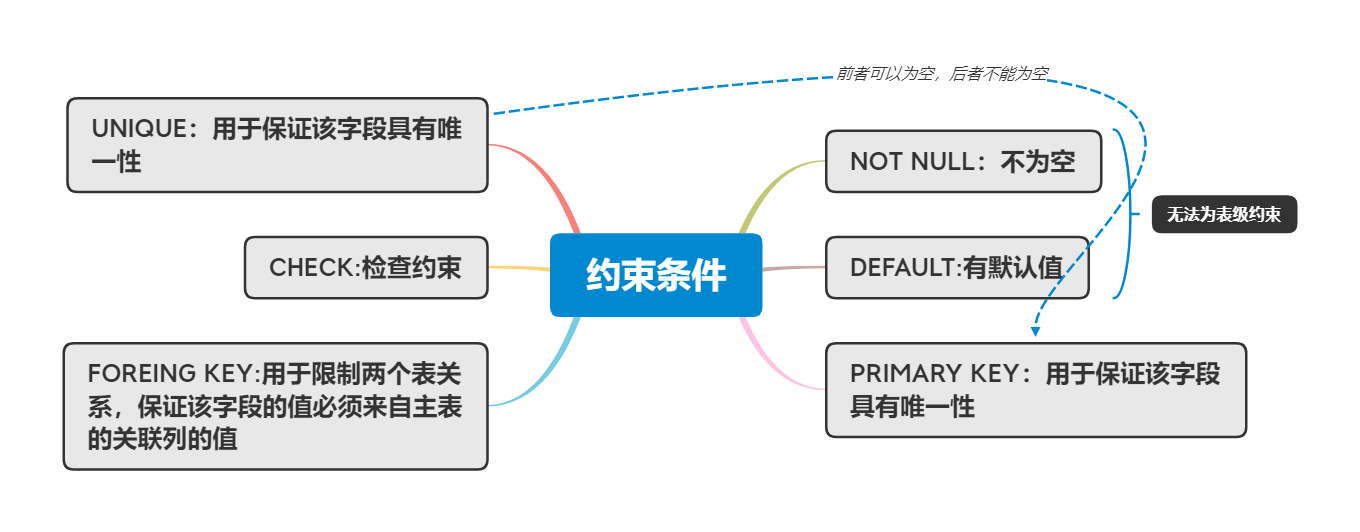 前者可以为空，后者不能为空
UNIQUE：用于保证该字段具有唯
一性
CHECK:检查约束
FOREING KEY:用于限制两个表关
系，保证该字段的值必须来自主表
的关联列的值
约束条件
NOT NULL：不为空
DEFAULT:有默认值
PRIMARY KEY：用于保证该字段
具有唯一性
无法为表级约束